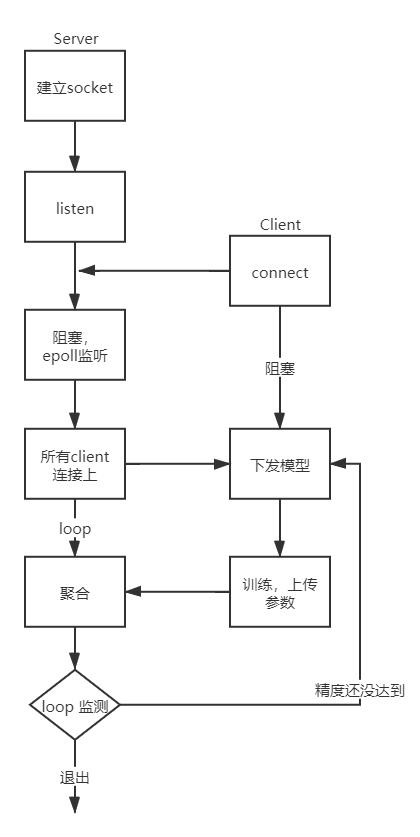 Server
建立socket
listen
Client
connect
阻塞，
epoll监听
阻塞
所有client
连接上
下发模型
loop
聚合
训练，上传
参数
loop 监测
精度还没达到
退出